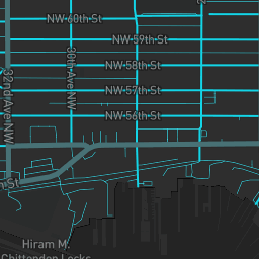 NW 60th St
NW 59th St
NW 58th St
NW 57th St
NW 56th St
30th Ave NW
32nd Ave NW
St
Hiram M.
Chittenden Locks